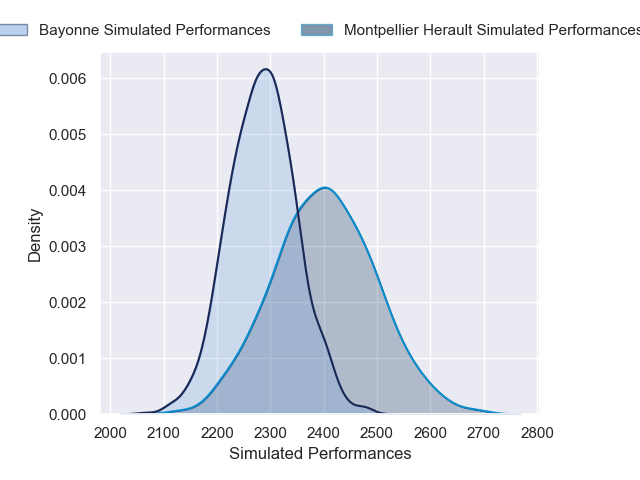 Bayonne Simulated Performances
Montpellier Herault Simulated Performances
0.006
0.005
0.004
0.003
0.002
0.001
0.000
Density
2000 2100 2200 2300 2400 2500 2600 2700 2800
Simulated Performances